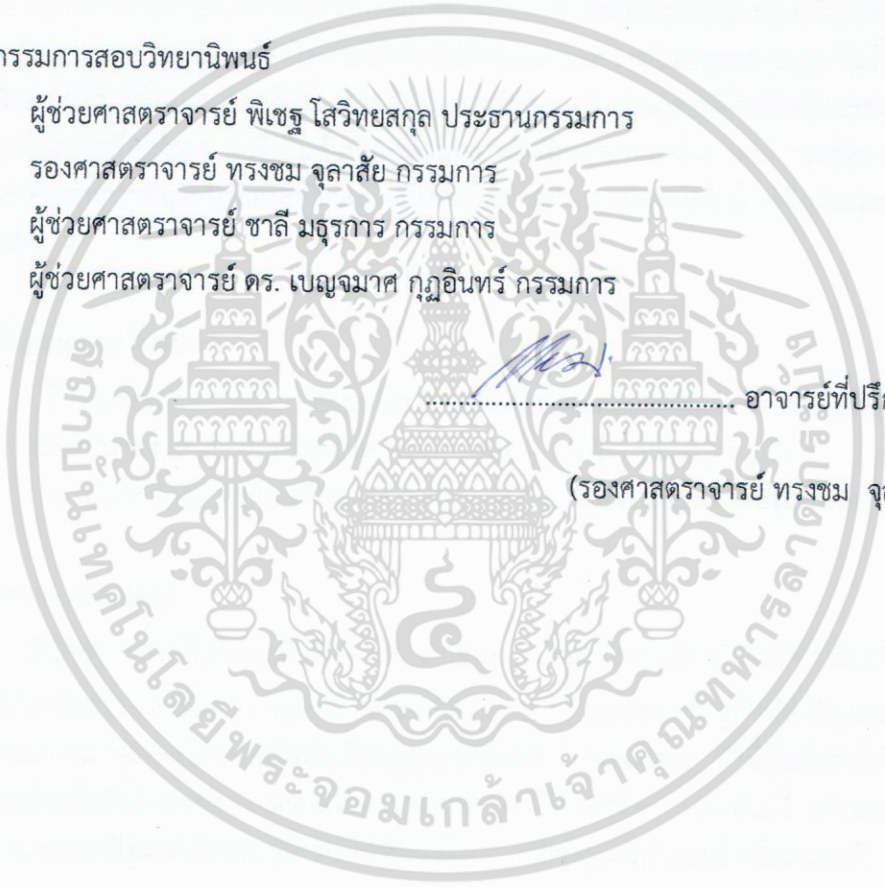 กรรมการสอบวิทยานิพนธ์
ผู้ช่วยศาสตราจารย์ พิเชฐ โสวิทยสกุล ประธานกรรมการ
รองศาสตราจารย์ ทรงชม จุลาสัย กรรมการ
ผู้ช่วยศาสตราจารย์ ชาลี มธุรการ กรรมการ
ผู้ช่วยศาสตราจารย์ ดร. เบญจมาศ กุฏอินทร์ กรรมการ
................................................ อาจารย์ที่ปรึก
(รองศาสตราจารย์ ทรงชม จุล
สถาบันเทคโนโลยีพระจอมเกล้าเจ้าคุณทหารลาดกระบัง